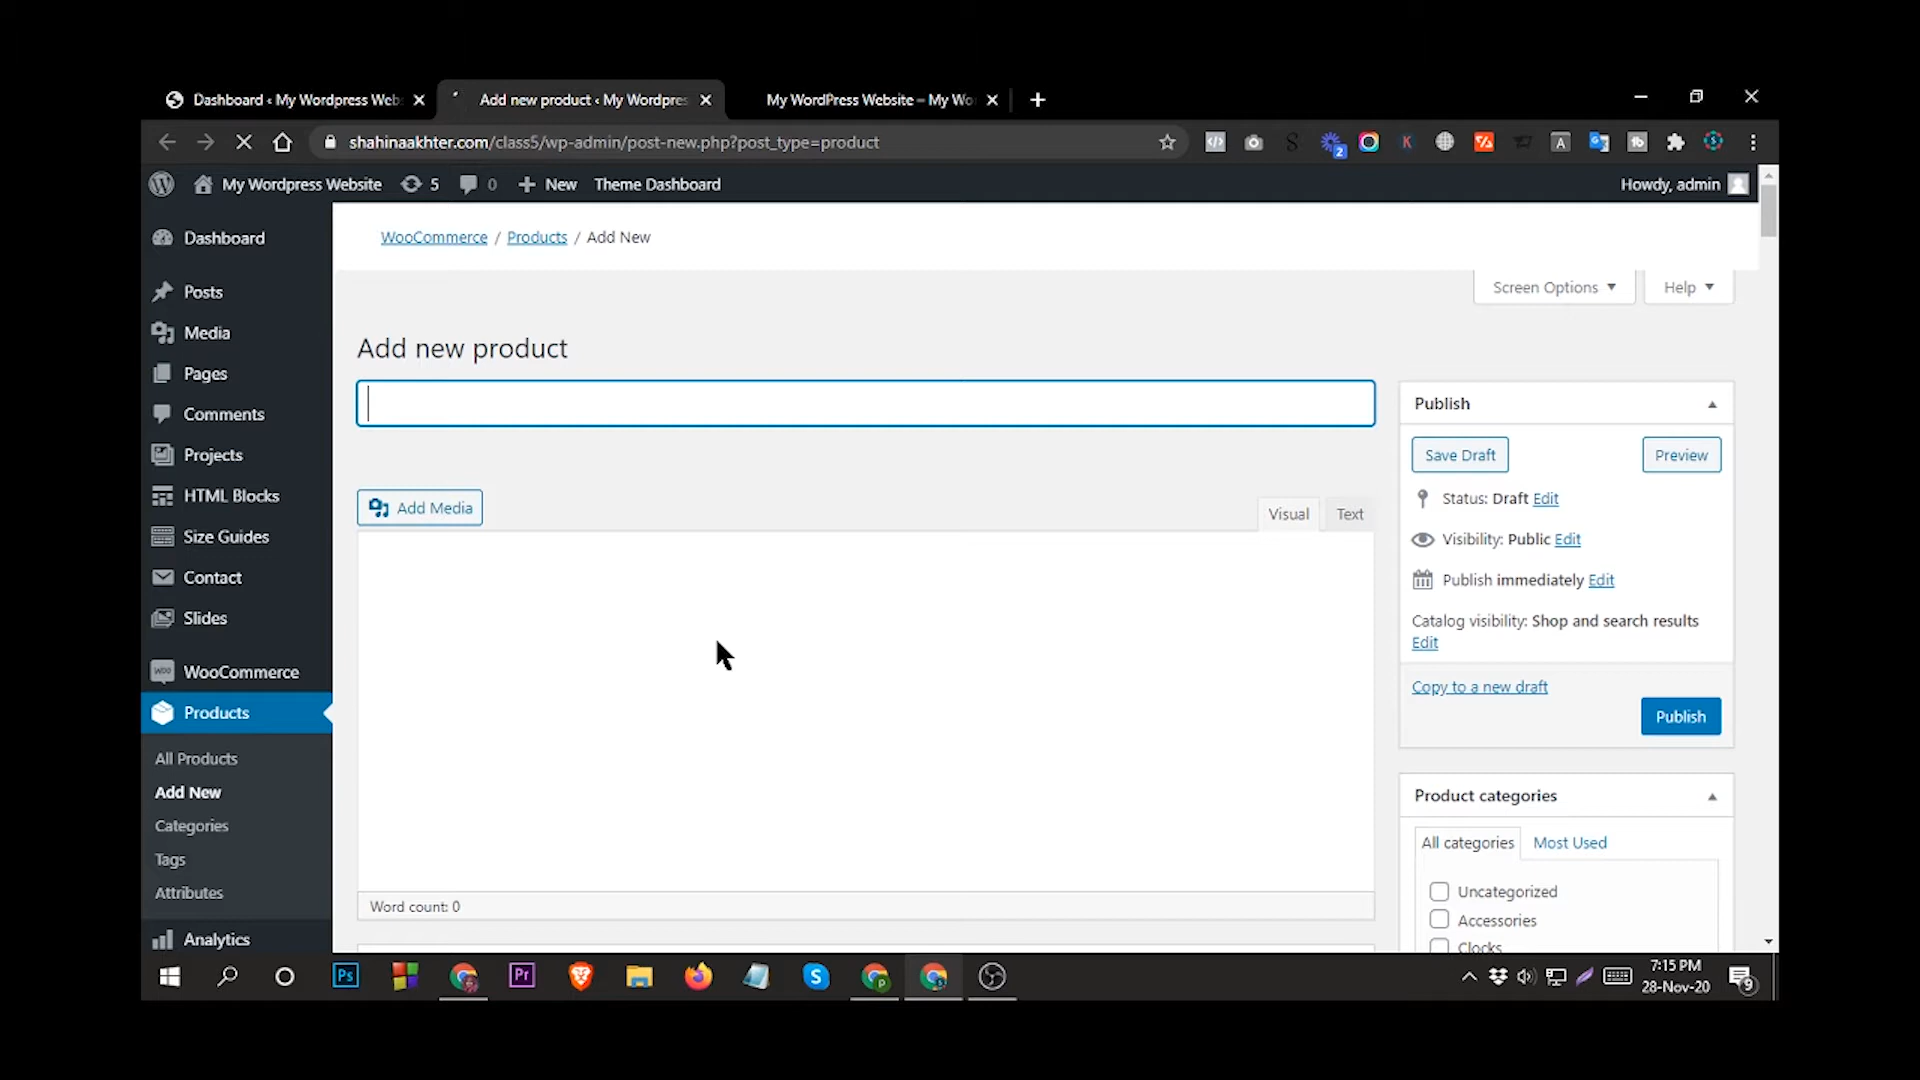 Dashboard ‹ My Wordpress Web
Add new product ‹ My Wordpres
My WordPress Website – My Wo
shahinaakhter.com/class5/wp-admin/post-new.php?post_type=product
My Wordpress Website
5
0
New
Theme Dashboard
Howdy, admin
Dashboard
Posts
Media
Pages
Comments
Projects
HTML Blocks
Size Guides
Contact
Slides
WooCommerce
Products
All Products
Add New
Categories
Tags
Attributes
Analytics
WooCommerce / Products / Add New
Screen Options
Help
Add new product
Add Media
Visual
Text
Word count: 0
Publish
Save Draft
Preview
Status: Draft Edit
Visibility: Public Edit
Publish immediately Edit
Catalog visibility: Shop and search results
Edit
Copy to a new draft
Publish
Product categories
All categories
Most Used
Uncategorized
Accessories
Clocks
Ps
Pr
7:15 PM
28-Nov-20
9